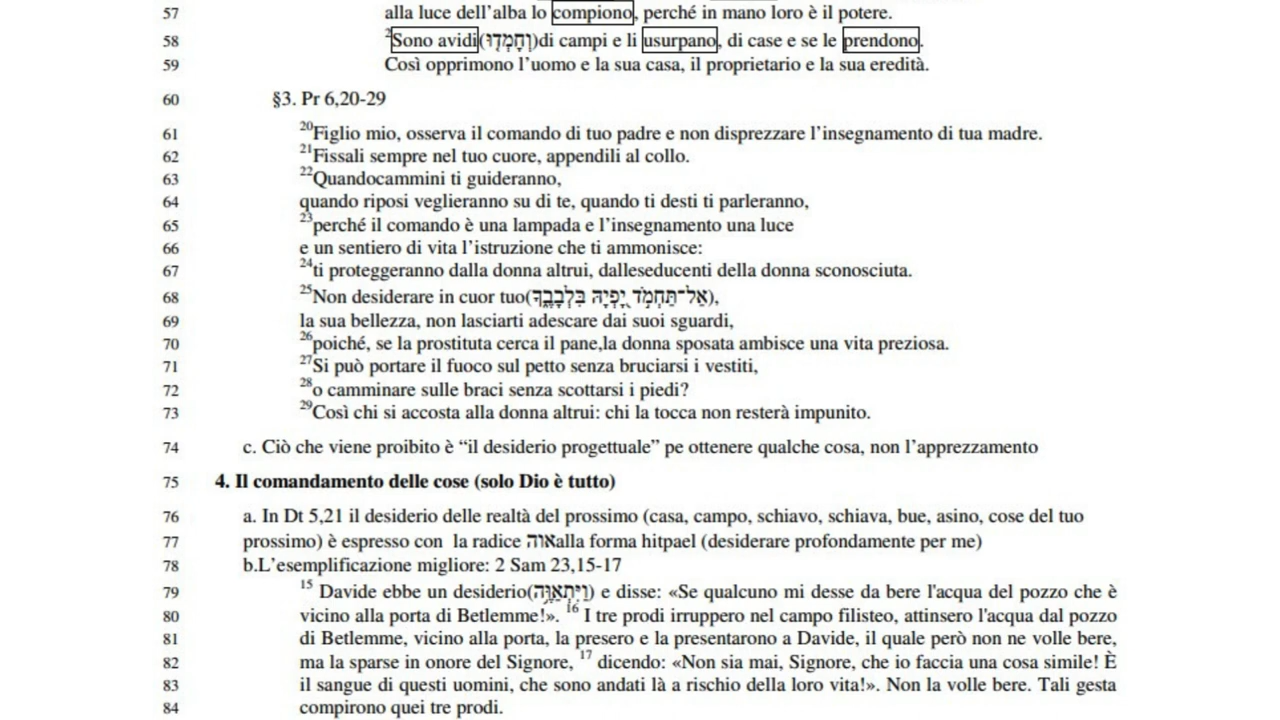 57 alla luce dell'alba lo compiono, perché in mano loro è il potere.
58 2Sono avidi(וְחָמְד֤וּ)di campi e li usurpano, di case e se le prendono.
59 Così opprimono l'uomo e la sua casa, il proprietario e la sua eredità.
60 §3. Pr 6,20-29
61 20Figlio mio, osserva il comando di tuo padre e non disprezzare l'insegnamento di tua madre.
62 21Fissali sempre nel tuo cuore, appendili al collo.
63 22Quandocammini ti guideranno,
64 quando riposi veglieranno su di te, quando ti desti ti parleranno,
65 23perché il comando è una lampada e l'insegnamento una luce
66 e un sentiero di vita l'istruzione che ti ammonisce:
67 24ti proteggeranno dalla donna altrui, dalleseducenti della donna sconosciuta.
68 25Non desiderare in cuor tuo(אַל־תַּחְמֹ֣ד יָ֭פְיָהּ בִּלְבָבֶ֑ךָ),
69 la sua bellezza, non lasciarti adescare dai suoi sguardi,
70 26poiché, se la prostituta cerca il pane,la donna sposata ambisce una vita preziosa.
71 27Si può portare il fuoco sul petto senza bruciarsi i vestiti,
72 28o camminare sulle braci senza scottarsi i piedi?
73 29Così chi si accosta alla donna altrui: chi la tocca non resterà impunito.
74 c. Ciò che viene proibito è “il desiderio progettuale” pe ottenere qualche cosa, non l'apprezzamento
75 4. Il comandamento delle cose (solo Dio è tutto)
76 a. In Dt 5,21 il desiderio delle realtà del prossimo (casa, campo, schiavo, schiava, bue, asino, cose del tuo
77 prossimo) è espresso con la radice אוהalla forma hitpael (desiderare profondamente per me)
78 b.L'esemplificazione migliore: 2 Sam 23,15-17
79 15 Davide ebbe un desiderio(וַיִּתְאַוֶּ֥ה) e disse: «Se qualcuno mi desse da bere l'acqua del pozzo che è
80 vicino alla porta di Betlemme!». 16 I tre prodi irruppero nel campo filisteo, attinsero l'acqua dal pozzo
81 di Betlemme, vicino alla porta, la presero e la presentarono a Davide, il quale però non ne volle bere,
82 ma la sparse in onore del Signore, 17 dicendo: «Non sia mai, Signore, che io faccia una cosa simile! È
83 il sangue di questi uomini, che sono andati là a rischio della loro vita!». Non la volle bere. Tali gesta
84 compirono quei tre prodi.